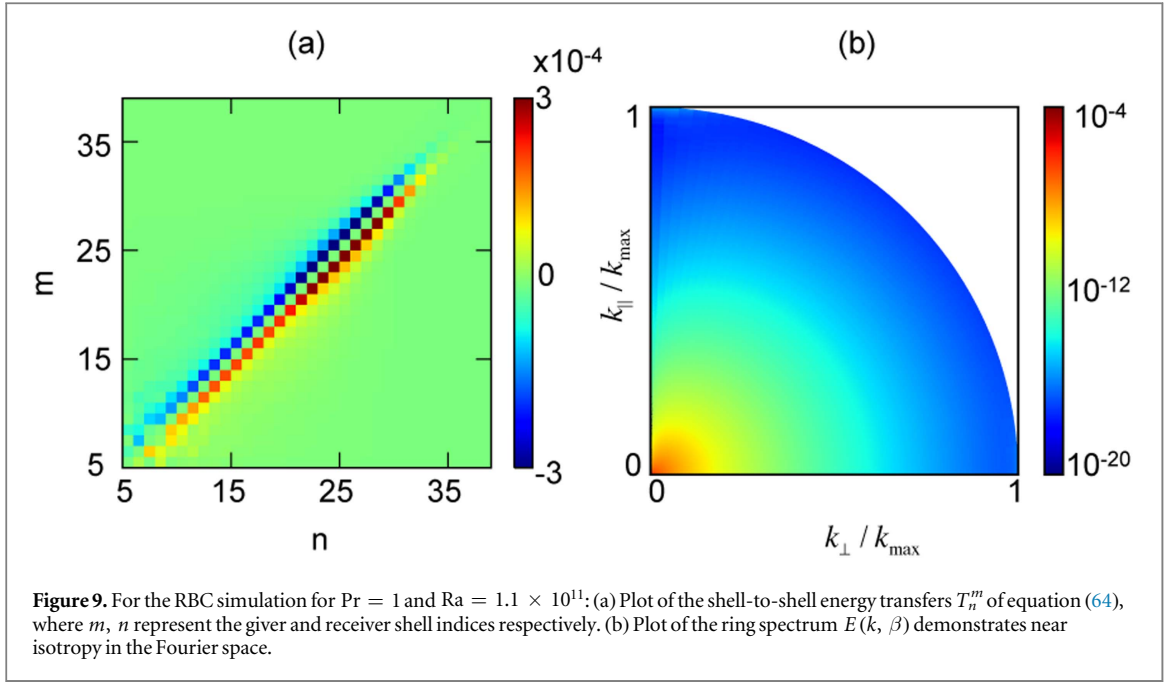 (a)
(b)
x10⁻⁴
3
0
-3
35
25
15
5
m
5
15
25
35
n
1
0
k∥ / kmax
0
1
k⊥ / kmax
10⁻⁴
10⁻¹²
10⁻²⁰
Figure 9. For the RBC simulation for Pr = 1 and Ra = 1.1 × 10¹¹: (a) Plot of the shell-to-shell energy transfers Tₙᵐ of equation (64),
where m, n represent the giver and receiver shell indices respectively. (b) Plot of the ring spectrum E(k, β) demonstrates near
isotropy in the Fourier space.